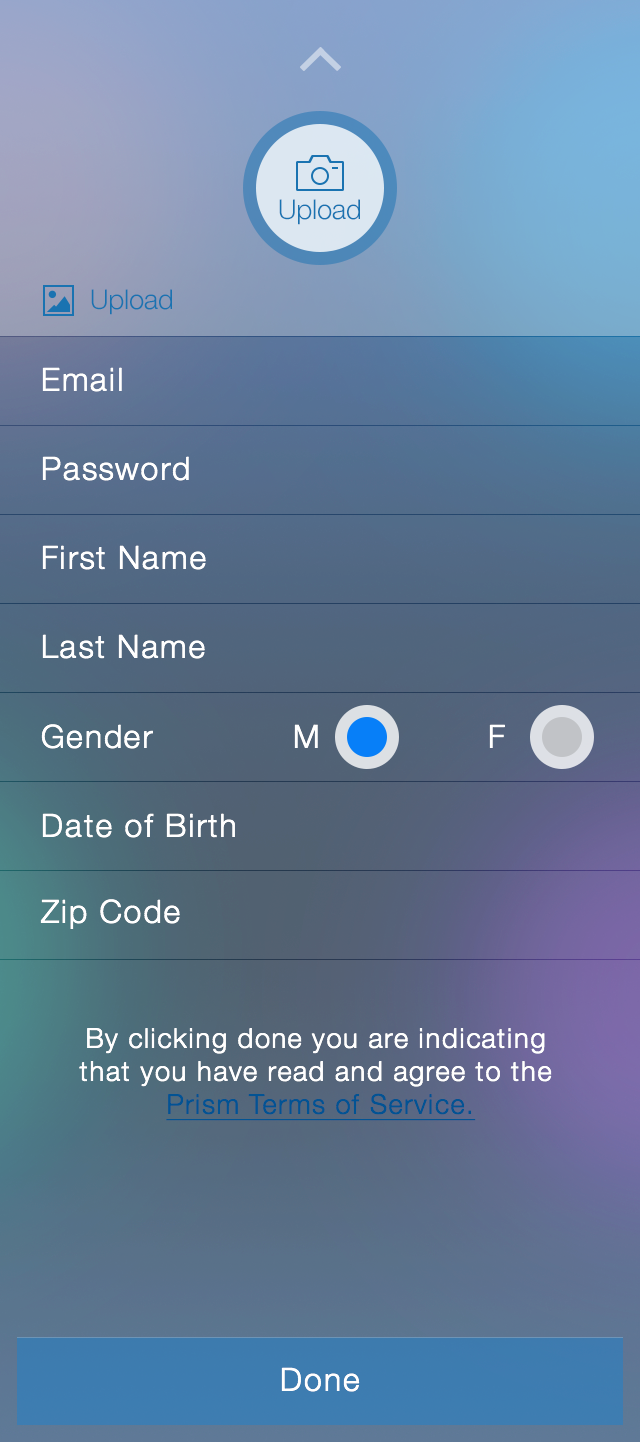 Upload
Upload
Email
Password
First Name
Last Name
Gender M F
Date of Birth
Zip Code
By clicking done you are indicating
that you have read and agree to the
Prism Terms of Service.
Done